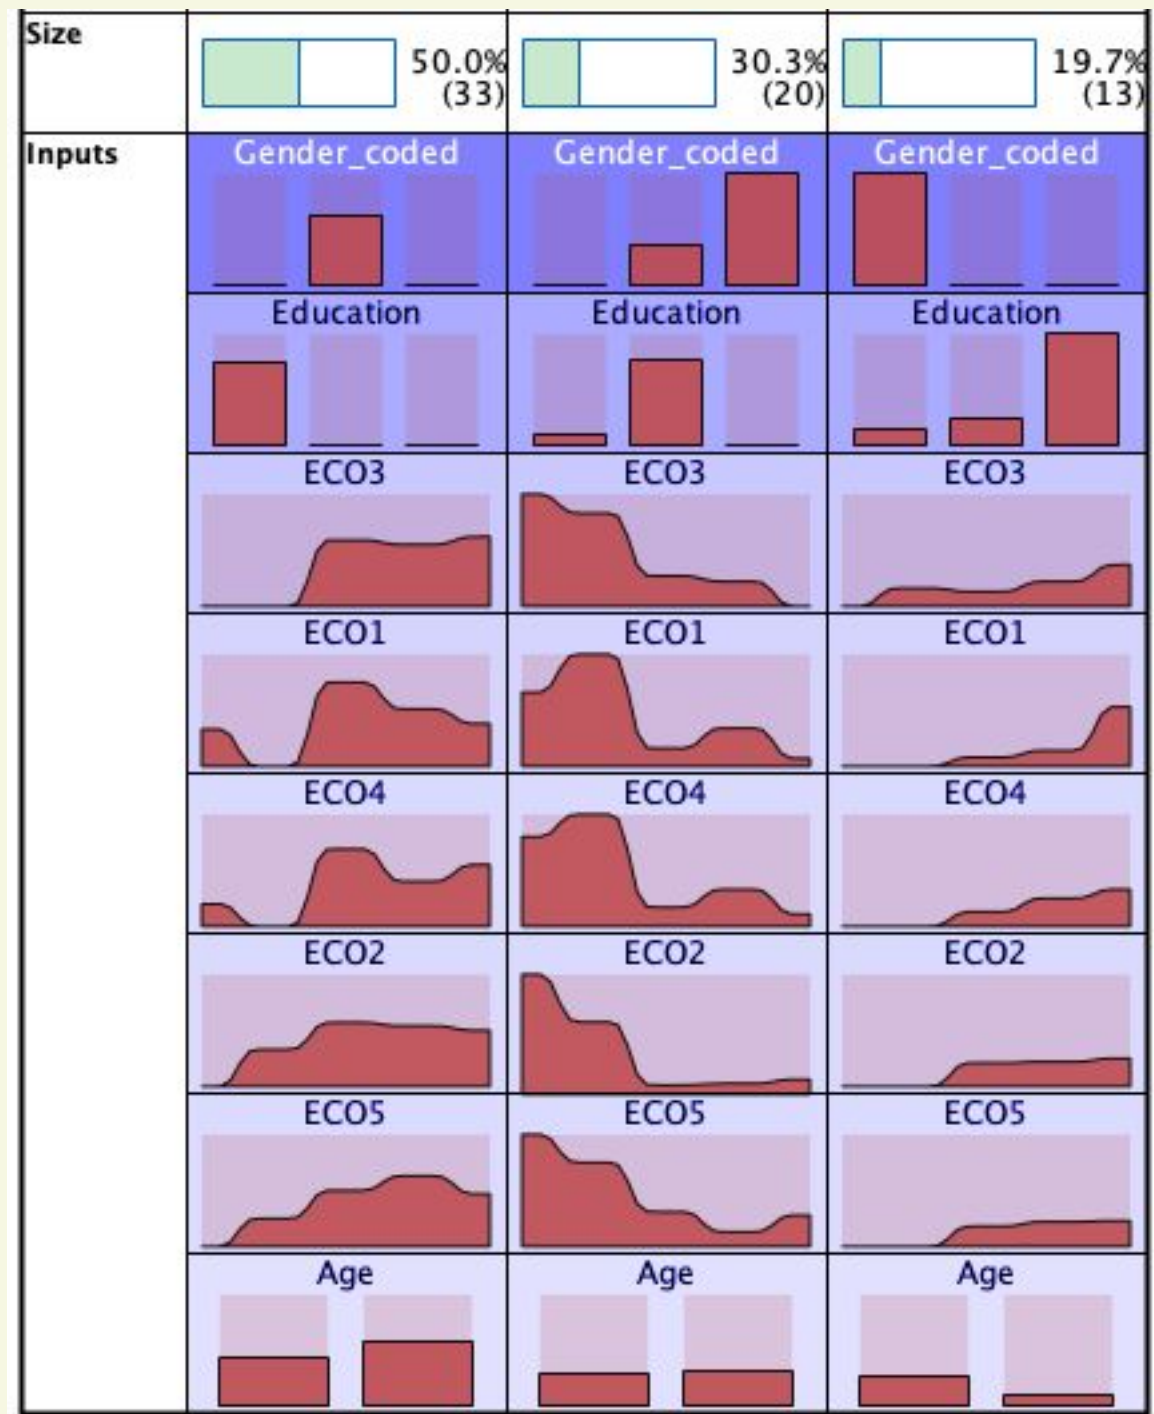 Size
50.0%
(33)
30.3%
(20)
19.7%
(13)
Inputs
Gender_coded
Gender_coded
Gender_coded
Education
Education
Education
ECO3
ECO3
ECO3
ECO1
ECO1
ECO1
ECO4
ECO4
ECO4
ECO2
ECO2
ECO2
ECO5
ECO5
ECO5
Age
Age
Age